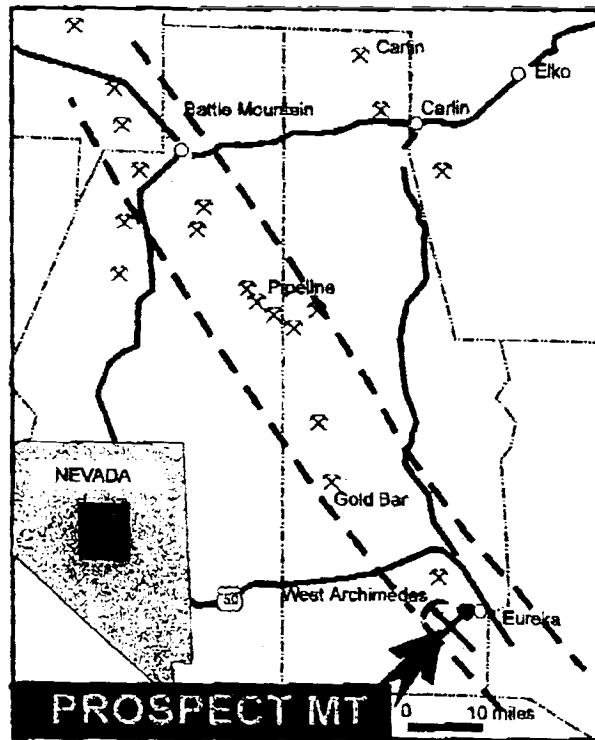 Carlin
Elko
Battle Mountain
Carlin
Pipeline
NEVADA
Gold Bar
50
West Archimedes
Eureka
PROSPECT MT
0 10 miles